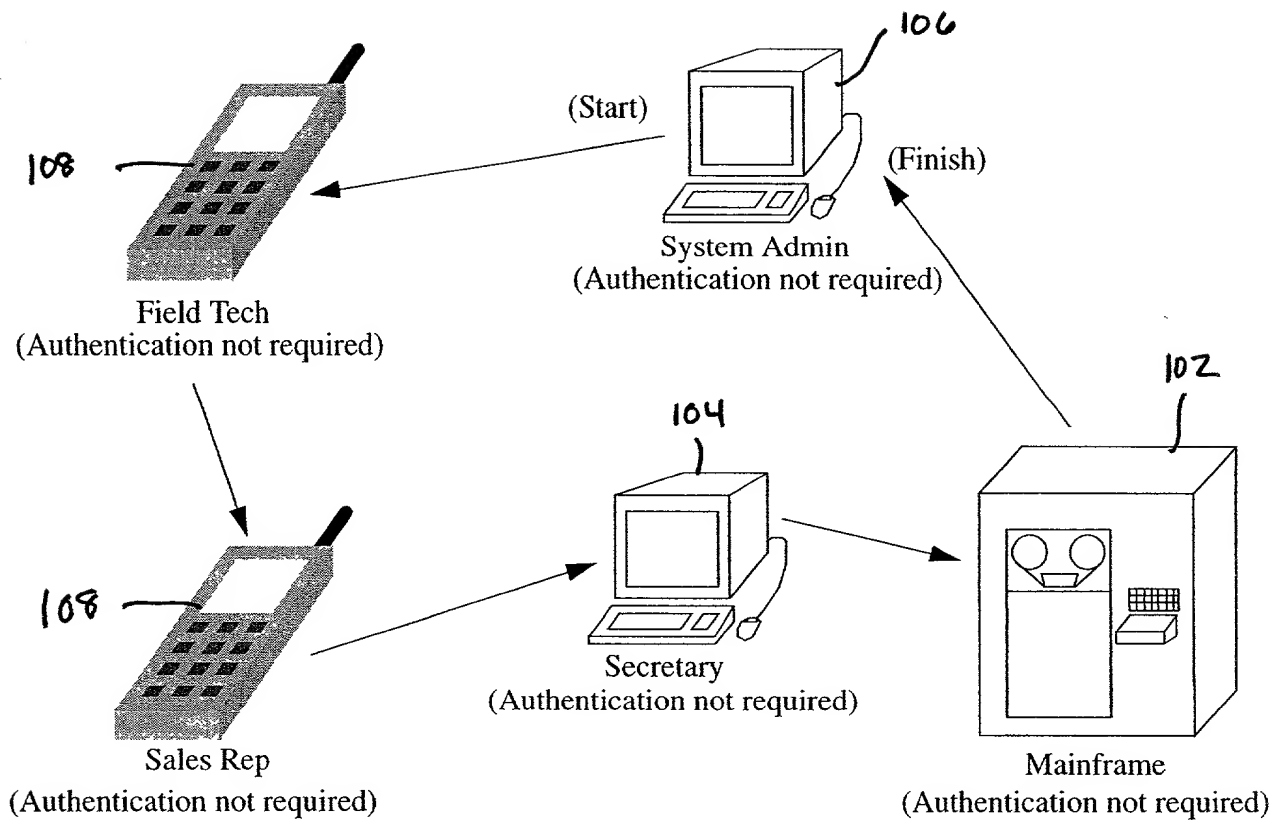 106
(Start)
108
(Finish)
System Admin
(Authentication not required)
Field Tech
(Authentication not required)
102
104
108
Secretary
(Authentication not required)
Sales Rep
(Authentication not required)
Mainframe
(Authentication not required)